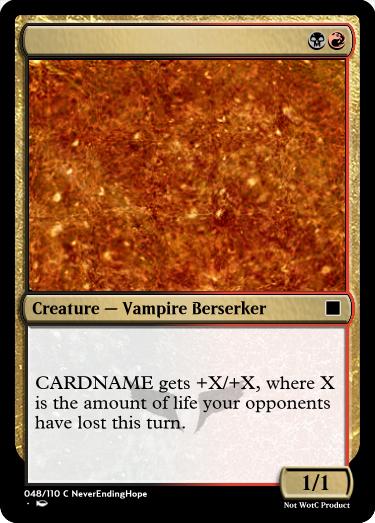 Creature — Vampire Berserker
CARDNAME gets +X/+X, where X
is the amount of life your opponents
have lost this turn.
1/1
048/110 C NeverEndingHope
Not WotC Product